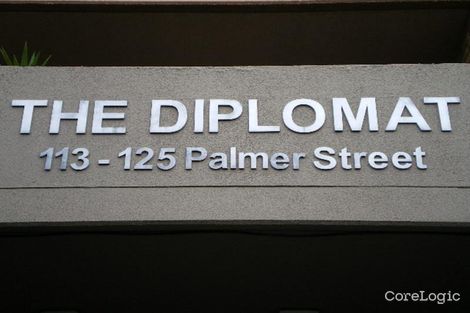 THE DIPLOMAT
113 - 125 Palmer Street
CoreLogic